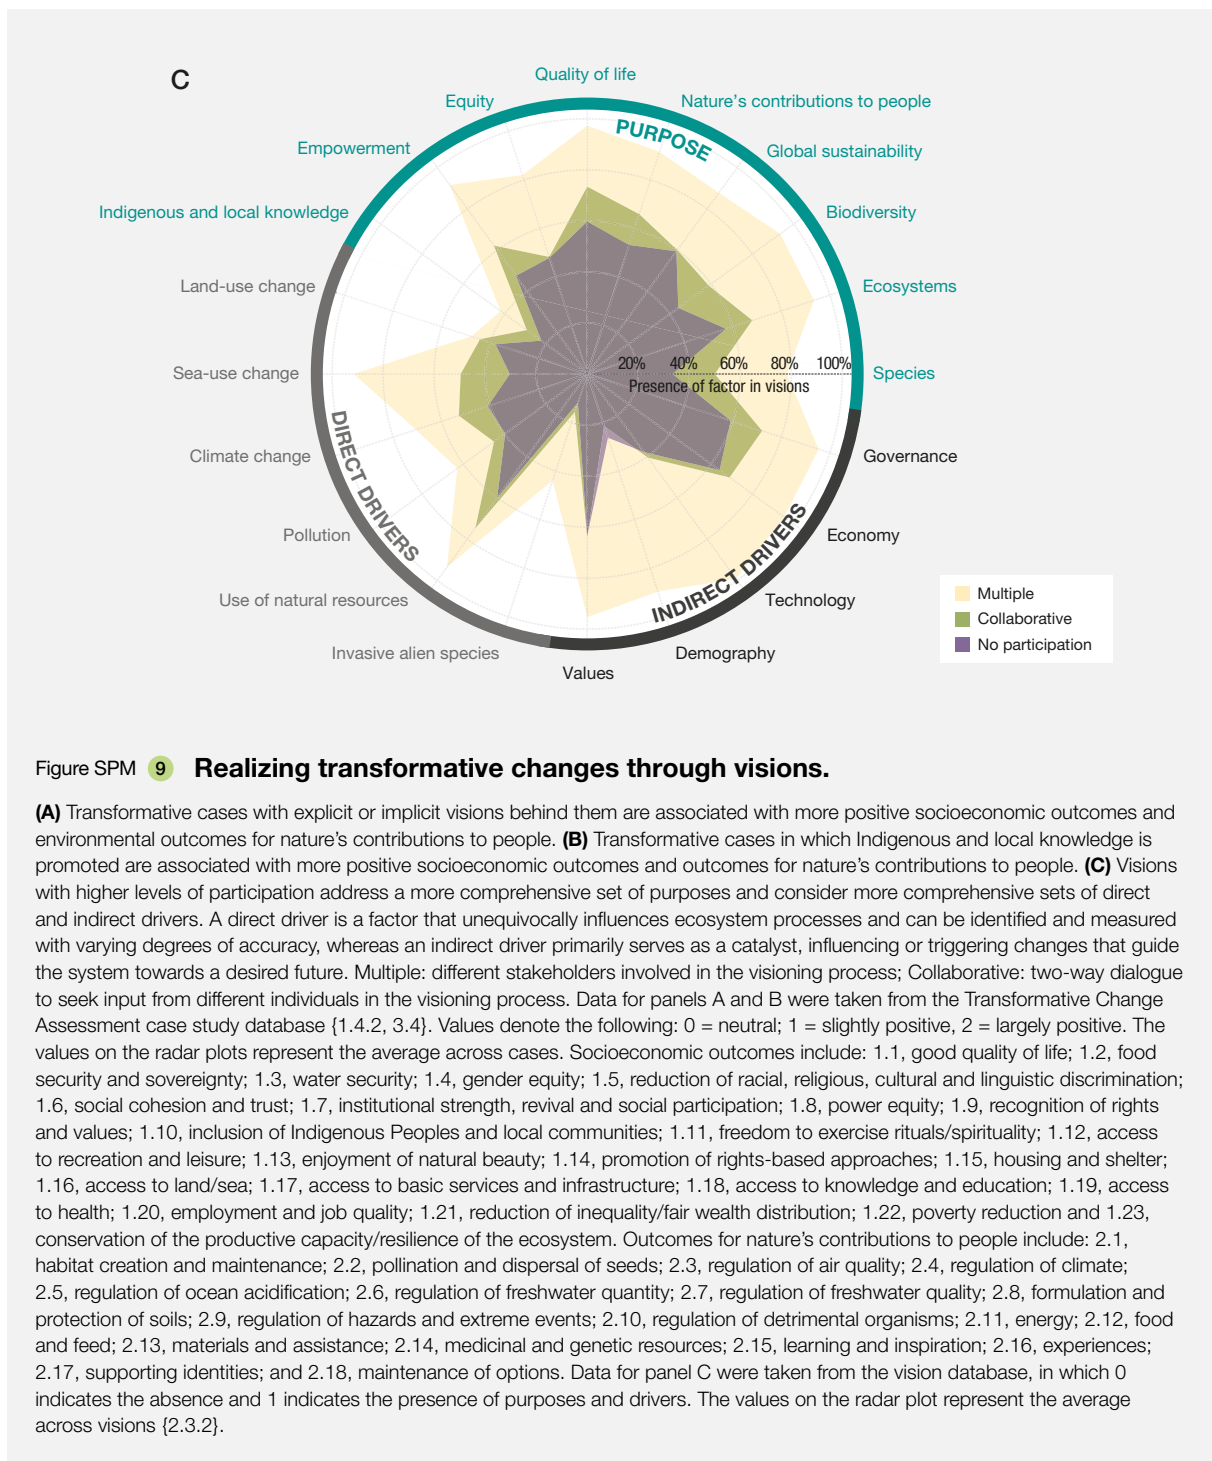 C
Quality of life
Equity
Nature's contributions to people
PURPOSE
Empowerment
Global sustainability
Indigenous and local knowledge
Biodiversity
Land-use change
Ecosystems
20% 40% 60% 80% 100%
Sea-use change
Species
Presence of factor in visions
DIRECT DRIVERS
Climate change
Governance
Pollution
Economy
INDIRECT DRIVERS
Use of natural resources
Technology
Invasive alien species
Demography
Values
Multiple
Collaborative
No participation
Figure SPM 9 Realizing transformative changes through visions.
(A) Transformative cases with explicit or implicit visions behind them are associated with more positive socioeconomic outcomes and
environmental outcomes for nature's contributions to people. (B) Transformative cases in which Indigenous and local knowledge is
promoted are associated with more positive socioeconomic outcomes and outcomes for nature's contributions to people. (C) Visions
with higher levels of participation address a more comprehensive set of purposes and consider more comprehensive sets of direct
and indirect drivers. A direct driver is a factor that unequivocally influences ecosystem processes and can be identified and measured
with varying degrees of accuracy, whereas an indirect driver primarily serves as a catalyst, influencing or triggering changes that guide
the system towards a desired future. Multiple: different stakeholders involved in the visioning process; Collaborative: two-way dialogue
to seek input from different individuals in the visioning process. Data for panels A and B were taken from the Transformative Change
Assessment case study database {1.4.2, 3.4}. Values denote the following: 0 = neutral; 1 = slightly positive, 2 = largely positive. The
values on the radar plots represent the average across cases. Socioeconomic outcomes include: 1.1, good quality of life; 1.2, food
security and sovereignty; 1.3, water security; 1.4, gender equity; 1.5, reduction of racial, religious, cultural and linguistic discrimination;
1.6, social cohesion and trust; 1.7, institutional strength, revival and social participation; 1.8, power equity; 1.9, recognition of rights
and values; 1.10, inclusion of Indigenous Peoples and local communities; 1.11, freedom to exercise rituals/spirituality; 1.12, access
to recreation and leisure; 1.13, enjoyment of natural beauty; 1.14, promotion of rights-based approaches; 1.15, housing and shelter;
1.16, access to land/sea; 1.17, access to basic services and infrastructure; 1.18, access to knowledge and education; 1.19, access
to health; 1.20, employment and job quality; 1.21, reduction of inequality/fair wealth distribution; 1.22, poverty reduction and 1.23,
conservation of the productive capacity/resilience of the ecosystem. Outcomes for nature's contributions to people include: 2.1,
habitat creation and maintenance; 2.2, pollination and dispersal of seeds; 2.3, regulation of air quality; 2.4, regulation of climate;
2.5, regulation of ocean acidification; 2.6, regulation of freshwater quantity; 2.7, regulation of freshwater quality; 2.8, formulation and
protection of soils; 2.9, regulation of hazards and extreme events; 2.10, regulation of detrimental organisms; 2.11, energy; 2.12, food
and feed; 2.13, materials and assistance; 2.14, medicinal and genetic resources; 2.15, learning and inspiration; 2.16, experiences;
2.17, supporting identities; and 2.18, maintenance of options. Data for panel C were taken from the vision database, in which 0
indicates the absence and 1 indicates the presence of purposes and drivers. The values on the radar plot represent the average
across visions {2.3.2}.